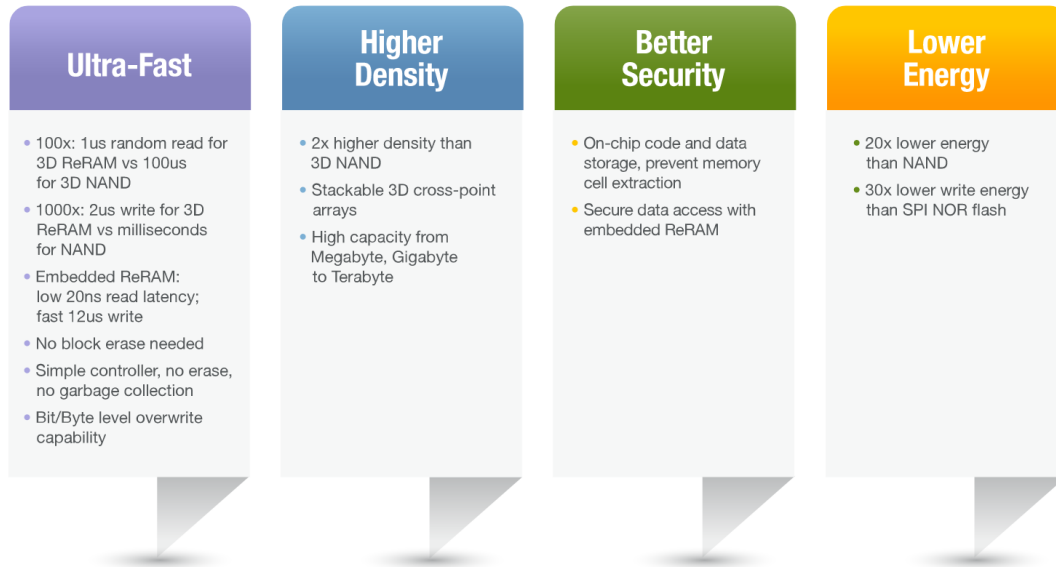 Ultra-Fast
• 100x: 1us random read for
3D ReRAM vs 100us
for 3D NAND
• 1000x: 2us write for 3D
ReRAM vs milliseconds
for NAND
• Embedded ReRAM:
low 20ns read latency;
fast 12us write
• No block erase needed
• Simple controller, no erase,
no garbage collection
• Bit/Byte level overwrite
capability
Higher
Density
• 2x higher density than
3D NAND
• Stackable 3D cross-point
arrays
• High capacity from
Megabyte, Gigabyte
to Terabyte
Better
Security
• On-chip code and data
storage, prevent memory
cell extraction
• Secure data access with
embedded ReRAM
Lower
Energy
• 20x lower energy
than NAND
• 30x lower write energy
than SPI NOR flash